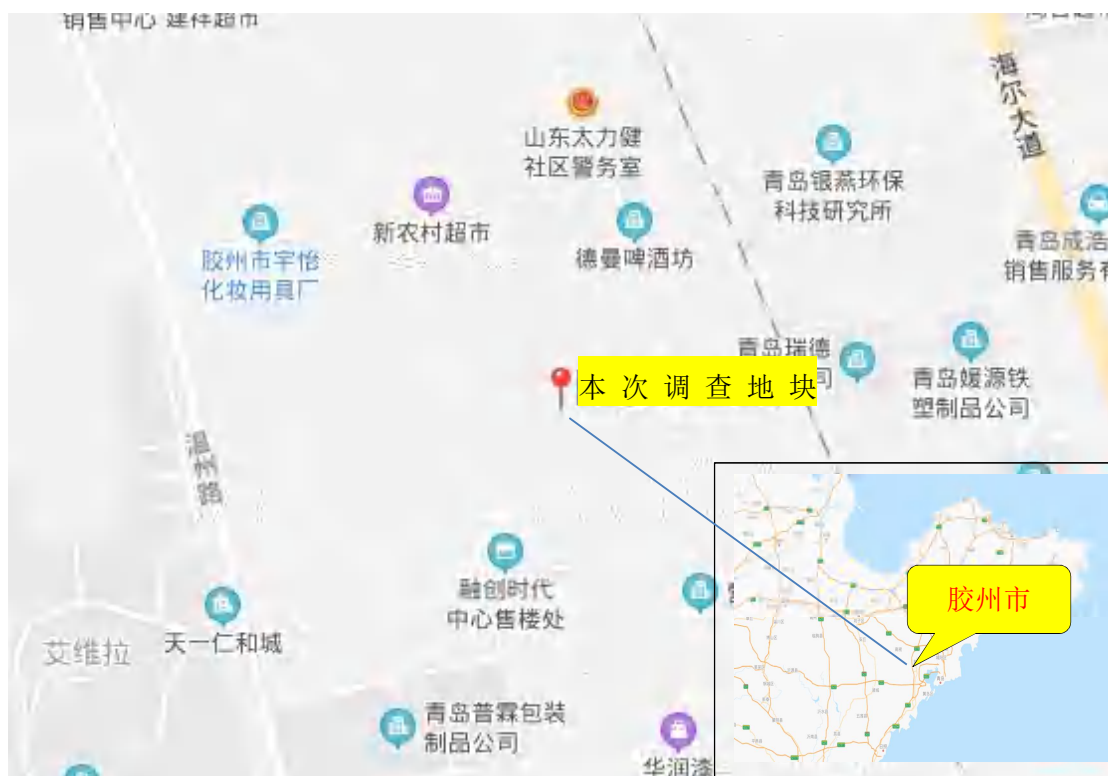 销售中心 建祥超市
海
尔
大
道
山东太力健
社区警务室
青岛银燕环保
科技研究所
新农村超市
德曼啤酒坊
青岛成浩
销售服务有
胶州市宇怡
化妆用具厂
青岛瑞德
司
本次调查地块
青岛媛源铁
塑制品公司
温
州
路
融创时代
中心售楼处
胶州市
天一仁和城
艾维拉
青岛普霖包装
制品公司
华润漆